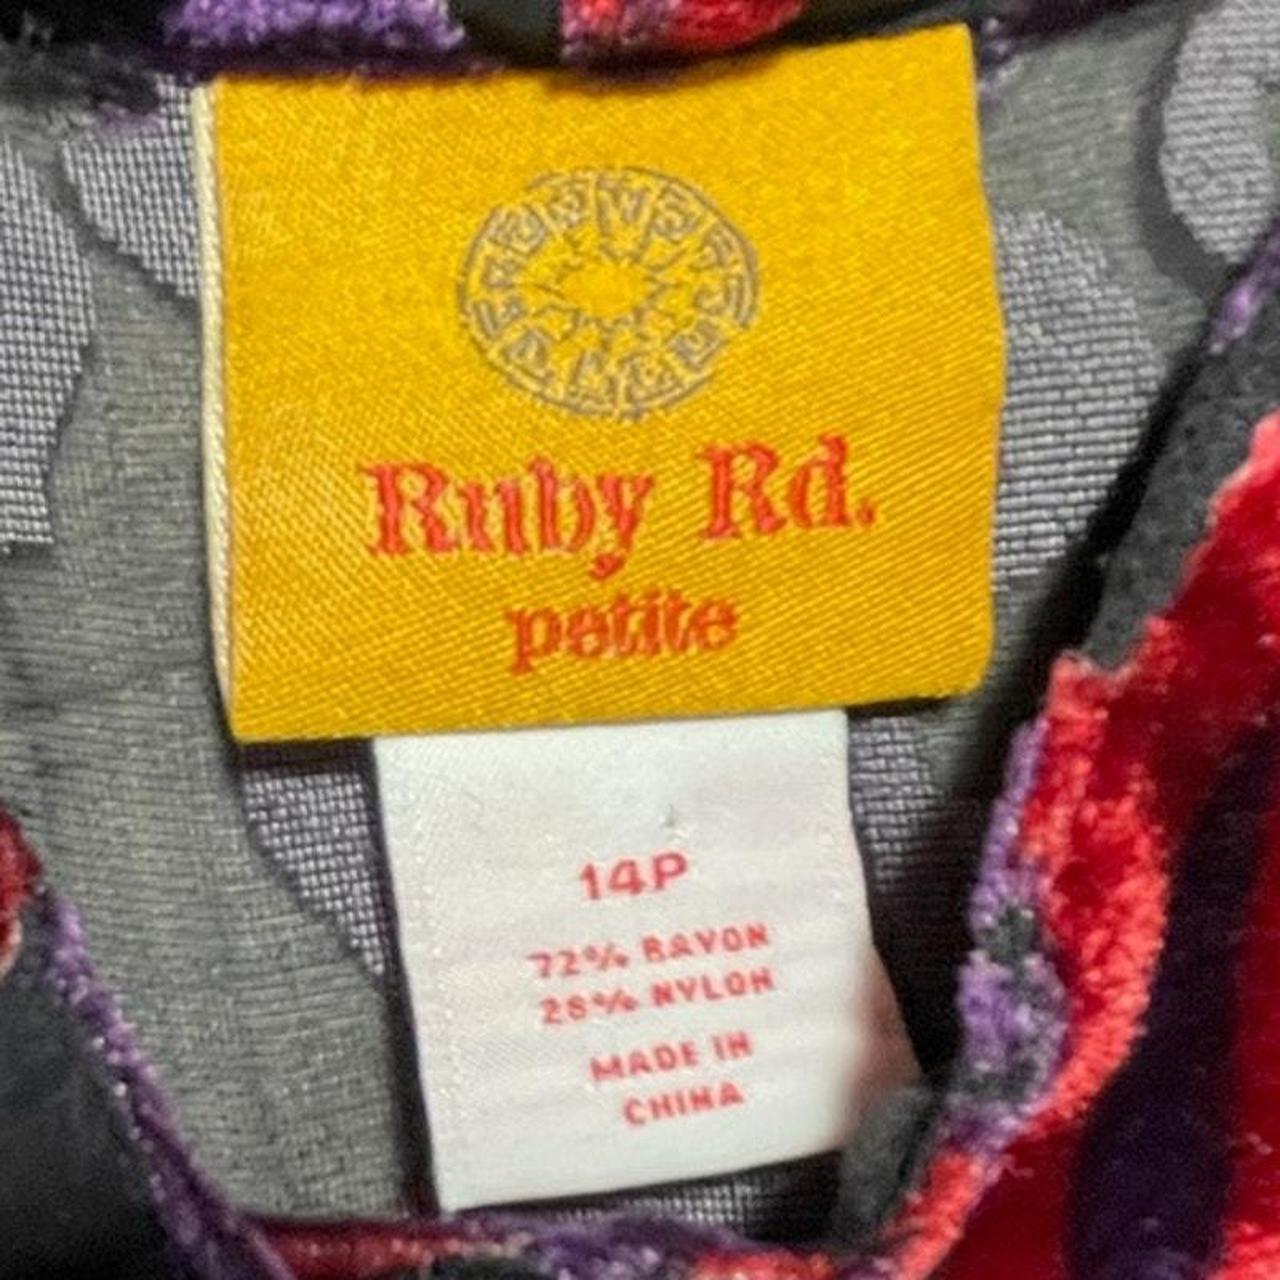 Ruby Rd.
petite
14P
72% RAYON
28% NYLON
MADE IN
CHINA